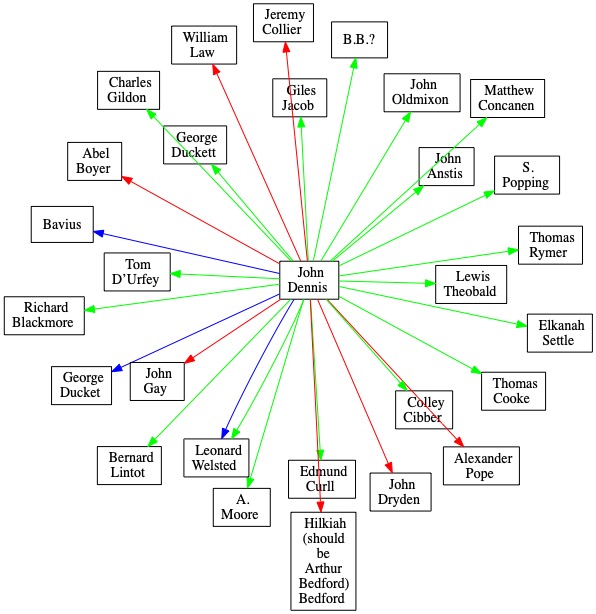 Jeremy
Collier
William
Law
B.B.?
Charles
Gildon
Giles
Jacob
John
Oldmixon
Matthew
Concanen
George
Duckett
Abel
Boyer
John
Anstis
S.
Popping
Bavius
Thomas
Rymer
Tom
D'Urfey
John
Dennis
Lewis
Theobald
Richard
Blackmore
Elkanah
Settle
George
Ducket
John
Gay
Thomas
Cooke
Colley
Cibber
Bernard
Lintot
Leonard
Welsted
Alexander
Pope
Edmund
Curll
John
Dryden
A.
Moore
Hilkiah
(should
be
Arthur
Bedford)
Bedford